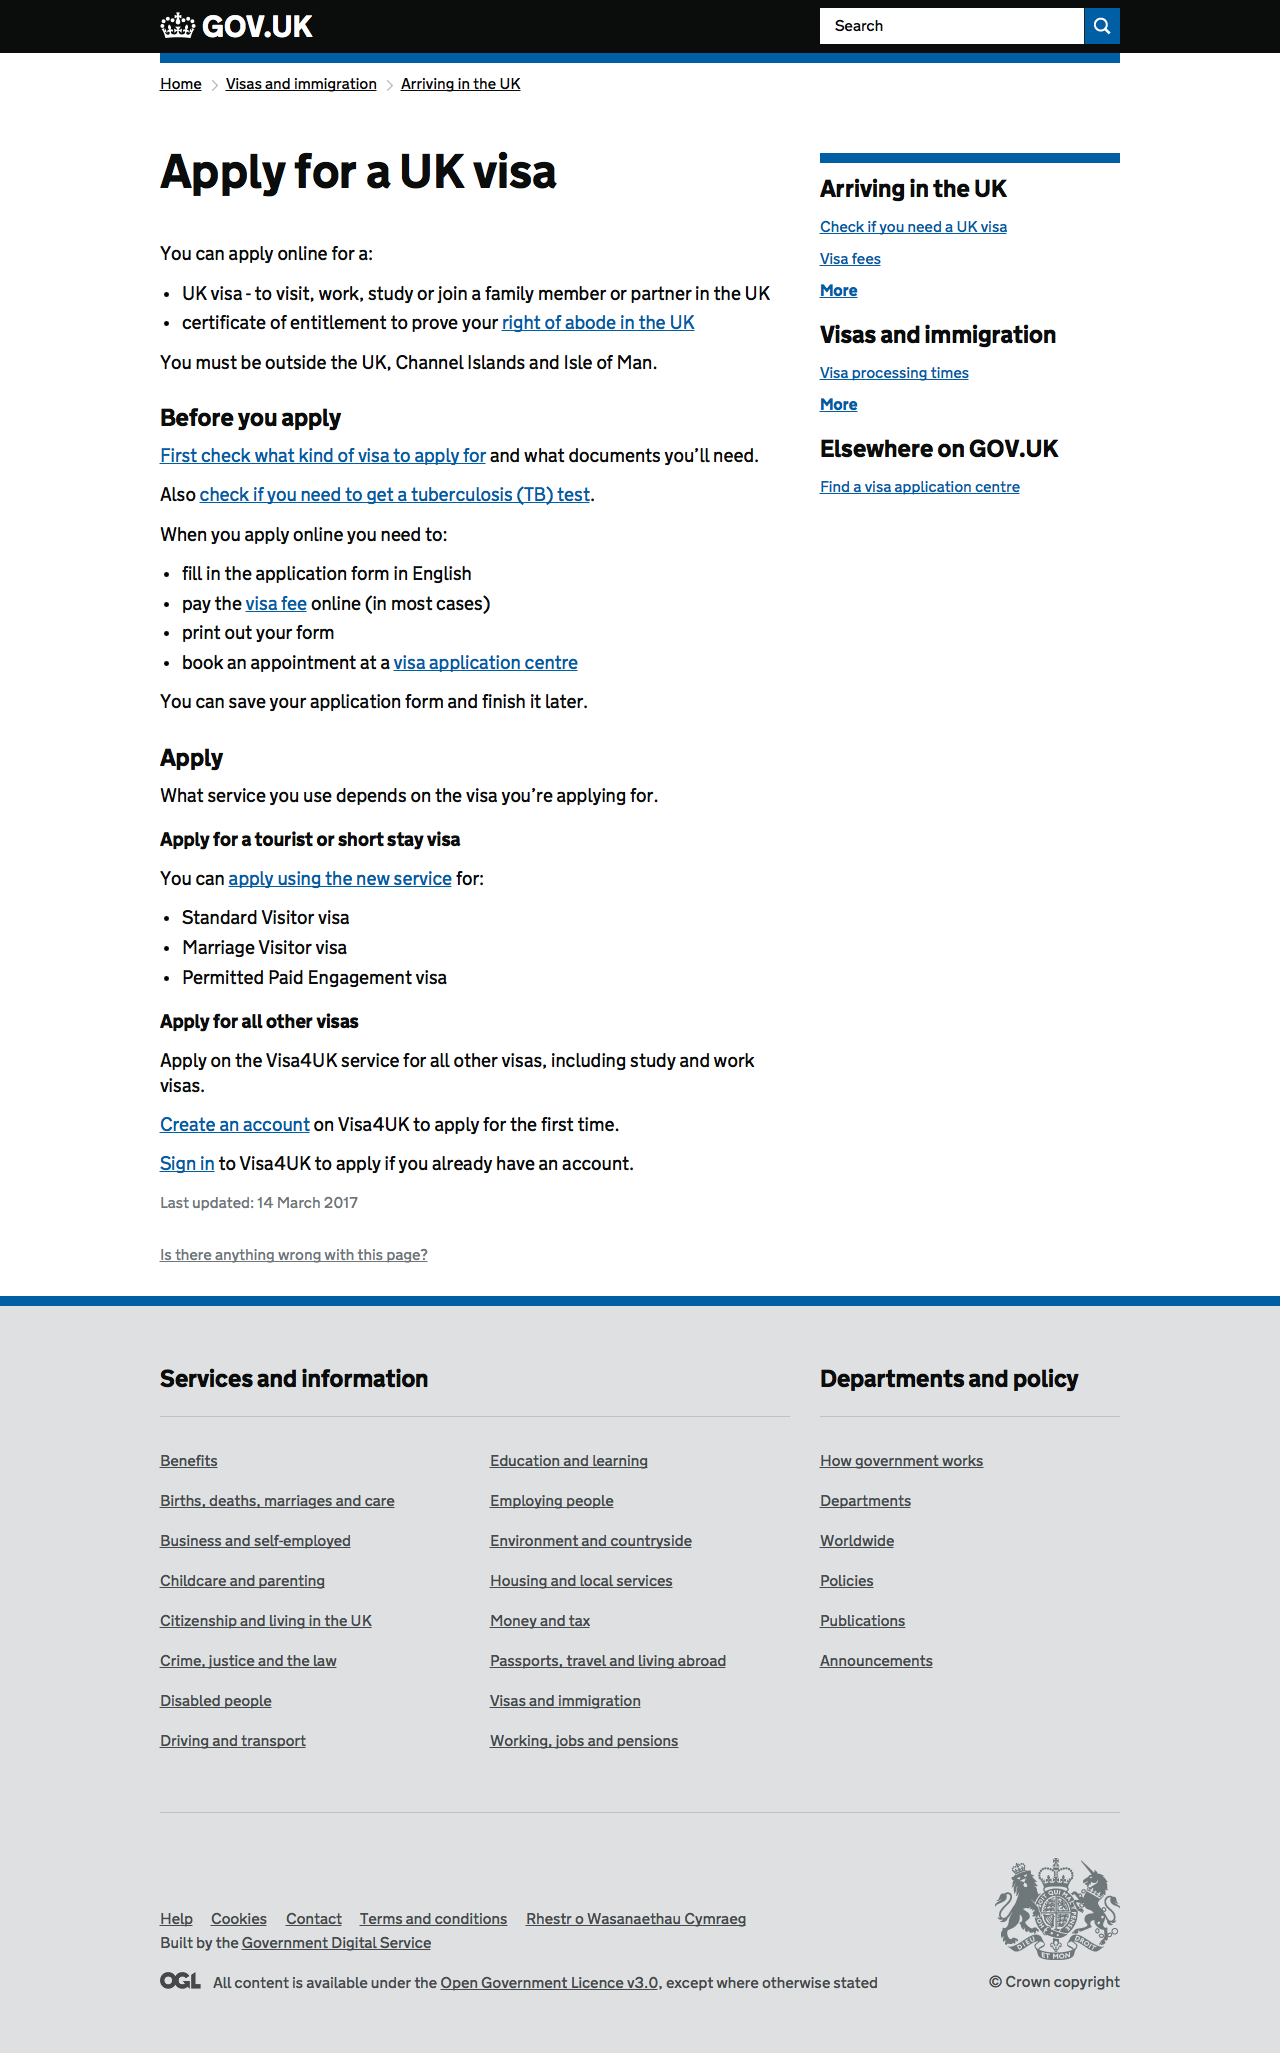 GOV.UK
Search
Home
Visas and immigration
Arriving in the UK
Apply for a UK visa
You can apply online for a:
• UK visa - to visit, work, study or join a family member or partner in the UK
• certificate of entitlement to prove your right of abode in the UK
You must be outside the UK, Channel Islands and Isle of Man.
Before you apply
First check what kind of visa to apply for and what documents you’ll need.
Also check if you need to get a tuberculosis (TB) test.
When you apply online you need to:
• fill in the application form in English
• pay the visa fee online (in most cases)
• print out your form
• book an appointment at a visa application centre
You can save your application form and finish it later.
Apply
What service you use depends on the visa you’re applying for.
Apply for a tourist or short stay visa
You can apply using the new service for:
• Standard Visitor visa
• Marriage Visitor visa
• Permitted Paid Engagement visa
Apply for all other visas
Apply on the Visa4UK service for all other visas, including study and work
visas.
Create an account on Visa4UK to apply for the first time.
Sign in to Visa4UK to apply if you already have an account.
Last updated: 14 March 2017
Is there anything wrong with this page?
Arriving in the UK
Check if you need a UK visa
Visa fees
More
Visas and immigration
Visa processing times
More
Elsewhere on GOV.UK
Find a visa application centre
Services and information
Benefits
Births, deaths, marriages and care
Business and self-employed
Childcare and parenting
Citizenship and living in the UK
Crime, justice and the law
Disabled people
Driving and transport
Education and learning
Employing people
Environment and countryside
Housing and local services
Money and tax
Passports, travel and living abroad
Visas and immigration
Working, jobs and pensions
Departments and policy
How government works
Departments
Worldwide
Policies
Publications
Announcements
Help
Cookies
Contact
Terms and conditions
Rhestr o Wasanaethau Cymraeg
Built by the Government Digital Service
OGL
All content is available under the Open Government Licence v3.0, except where otherwise stated
DIEU ET MON DROIT
© Crown copyright